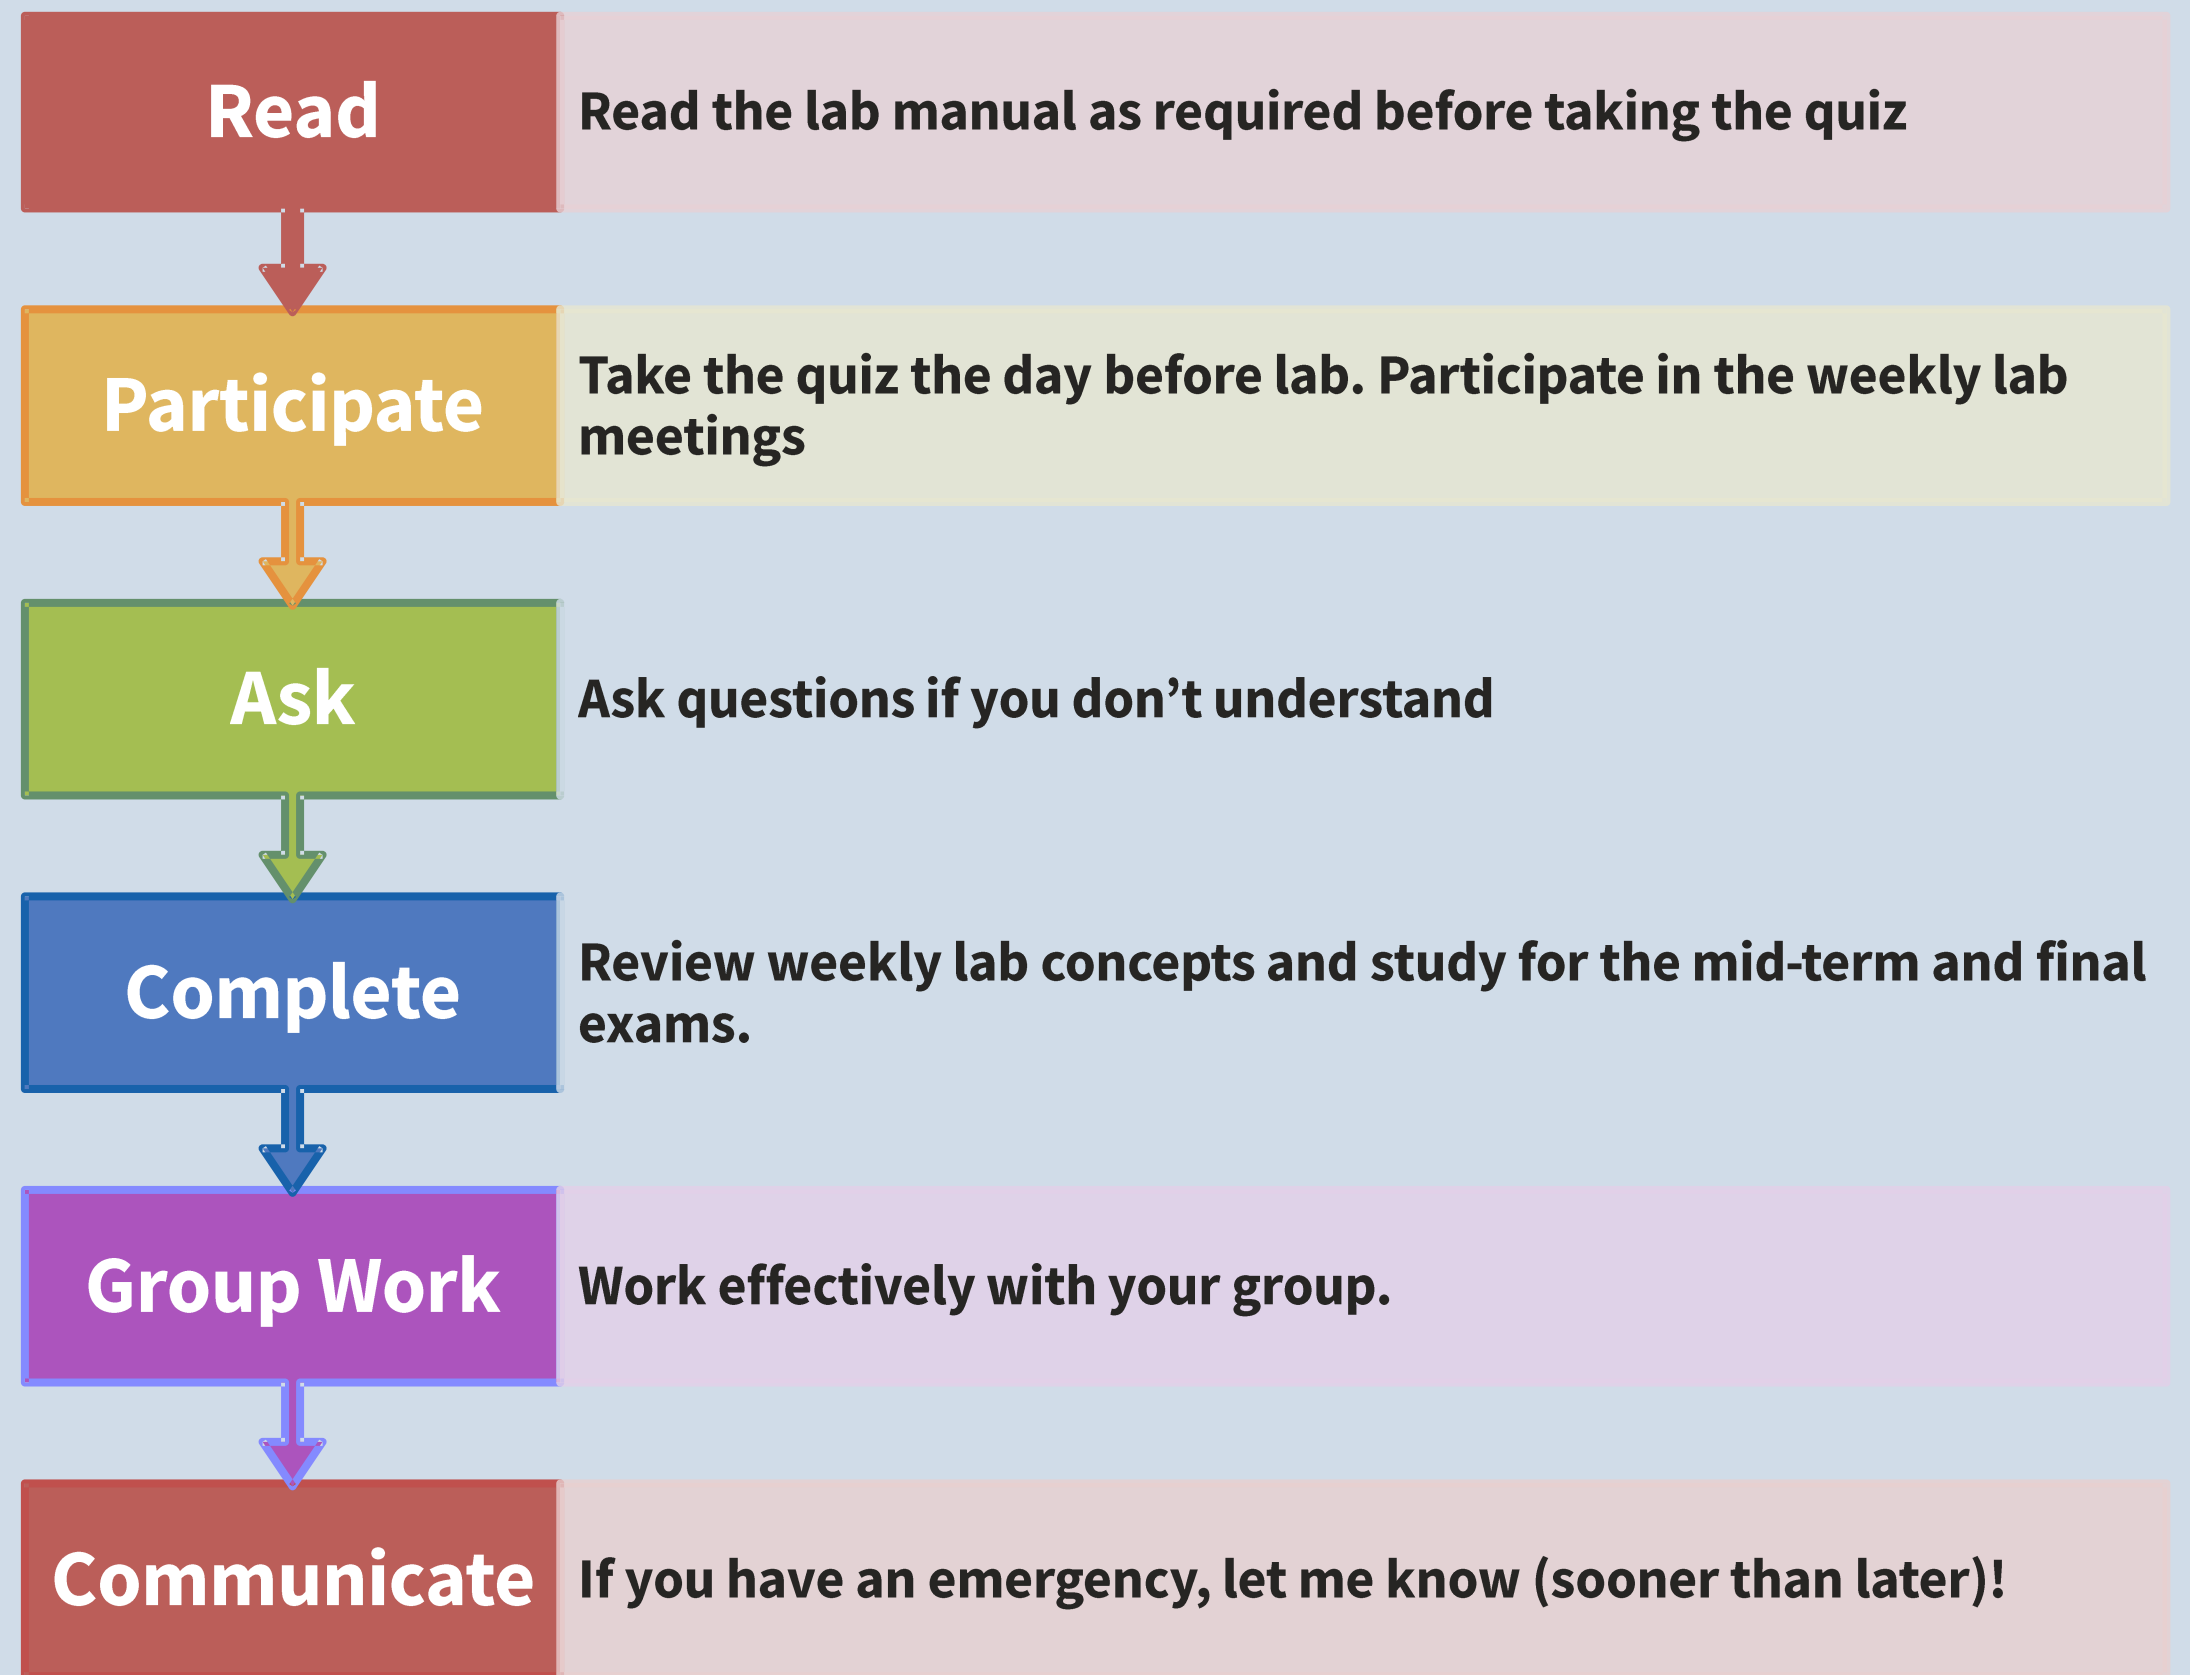 Read
Read the lab manual as required before taking the quiz
Participate
Take the quiz the day before lab. Participate in the weekly lab
meetings
Ask
Ask questions if you don’t understand
Complete
Review weekly lab concepts and study for the mid-term and final
exams.
Group Work
Work effectively with your group.
Communicate
If you have an emergency, let me know (sooner than later)!